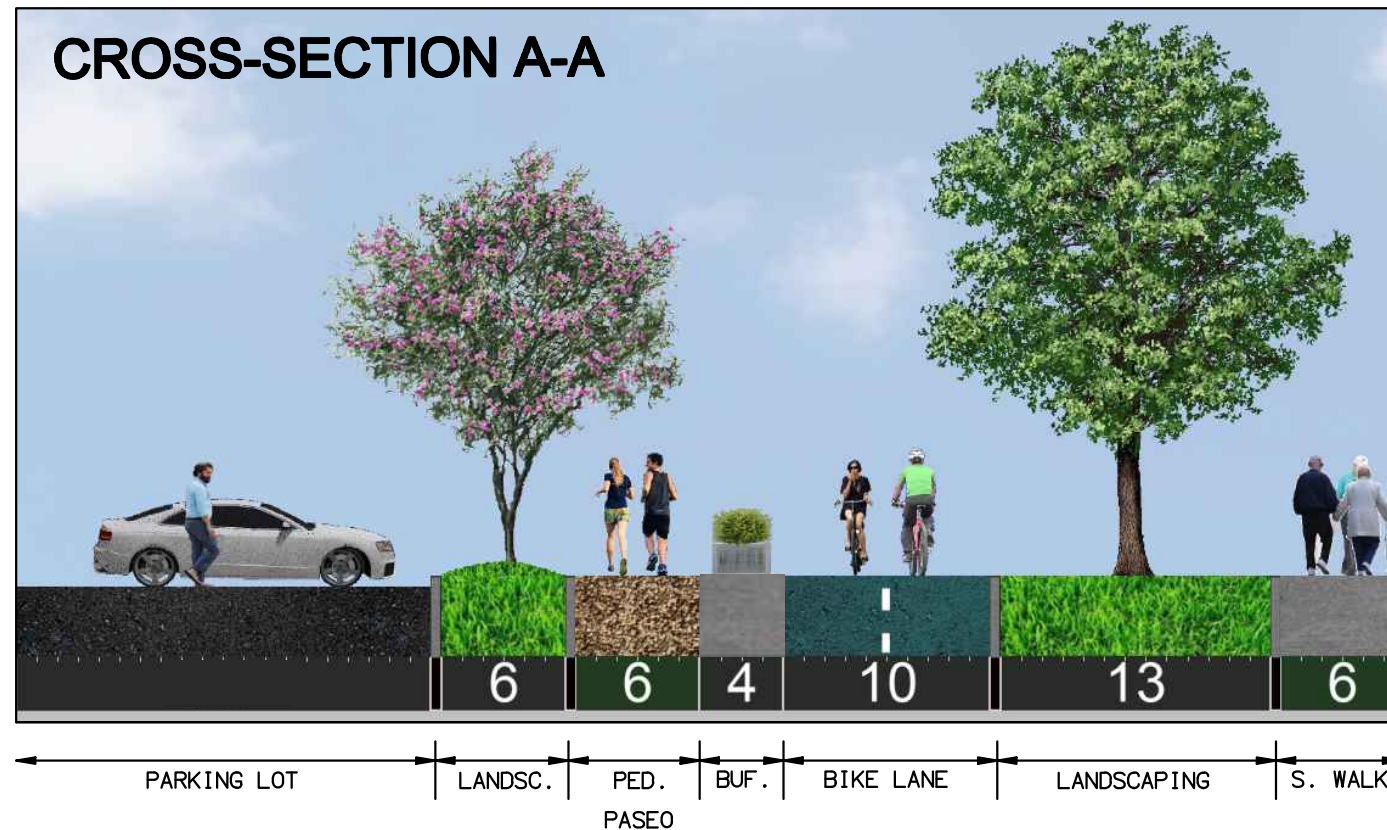 CROSS-SECTION A-A
6 6 4 10 13 6
PARKING LOT LANDSC. PED. BUF. BIKE LANE LANDSCAPING S. WALK
PASEO